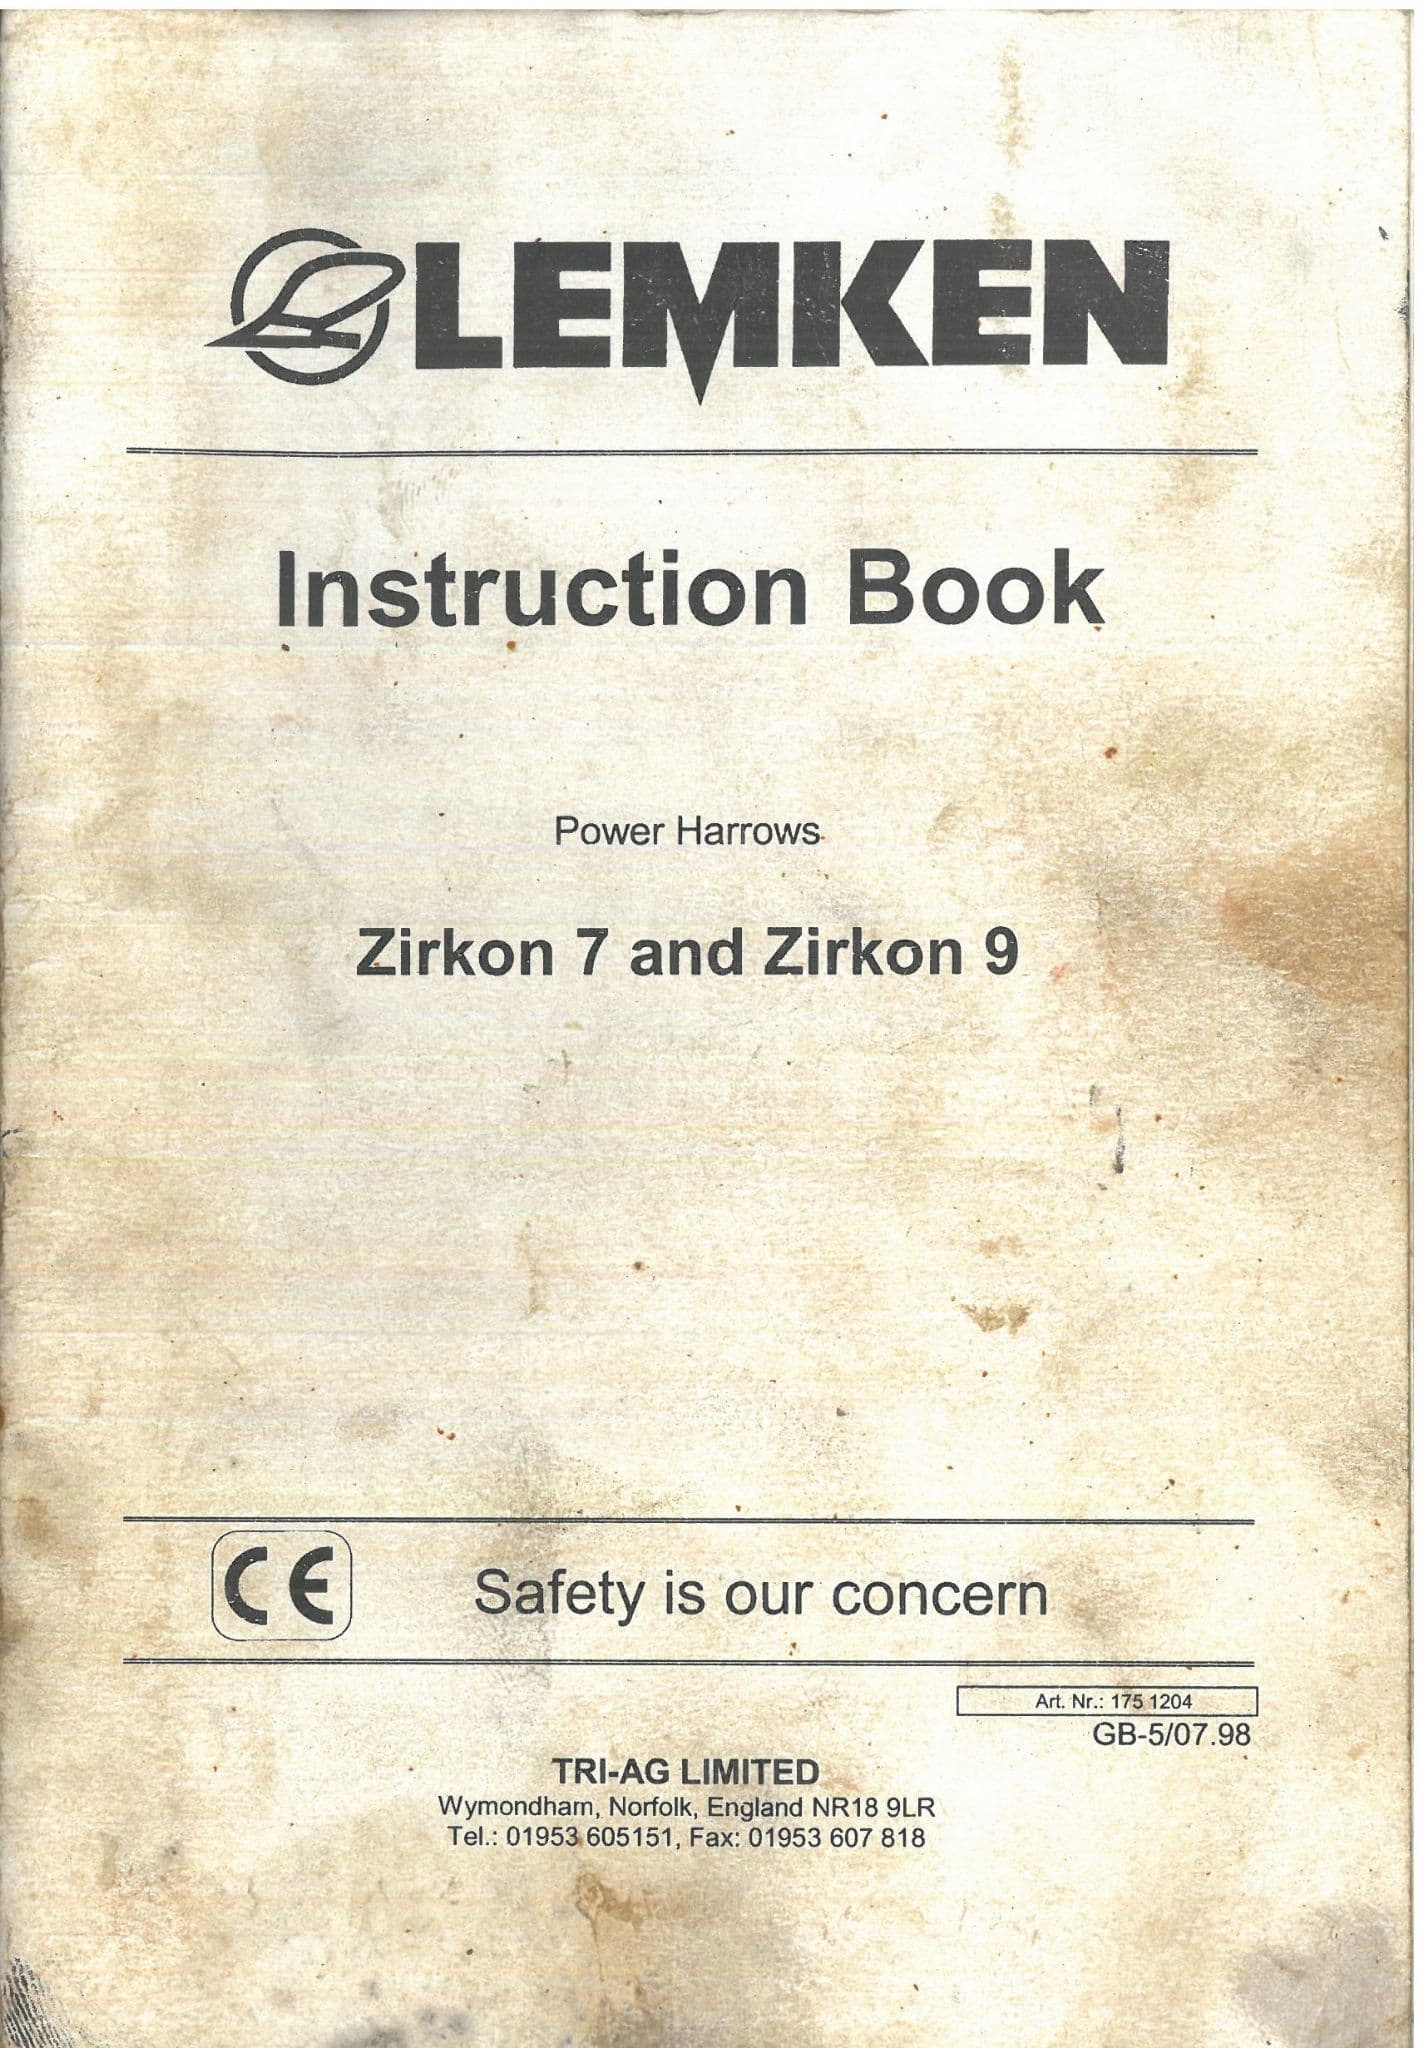 LEMKEN
Instruction Book
Power Harrows
Zirkon 7 and Zirkon 9
CE
Safety is our concern
Art. Nr.: 175 1204
GB-5/07.98
TRI-AG LIMITED
Wymondham, Norfolk, England NR18 9LR
Tel.: 01953 605151, Fax: 01953 607 818